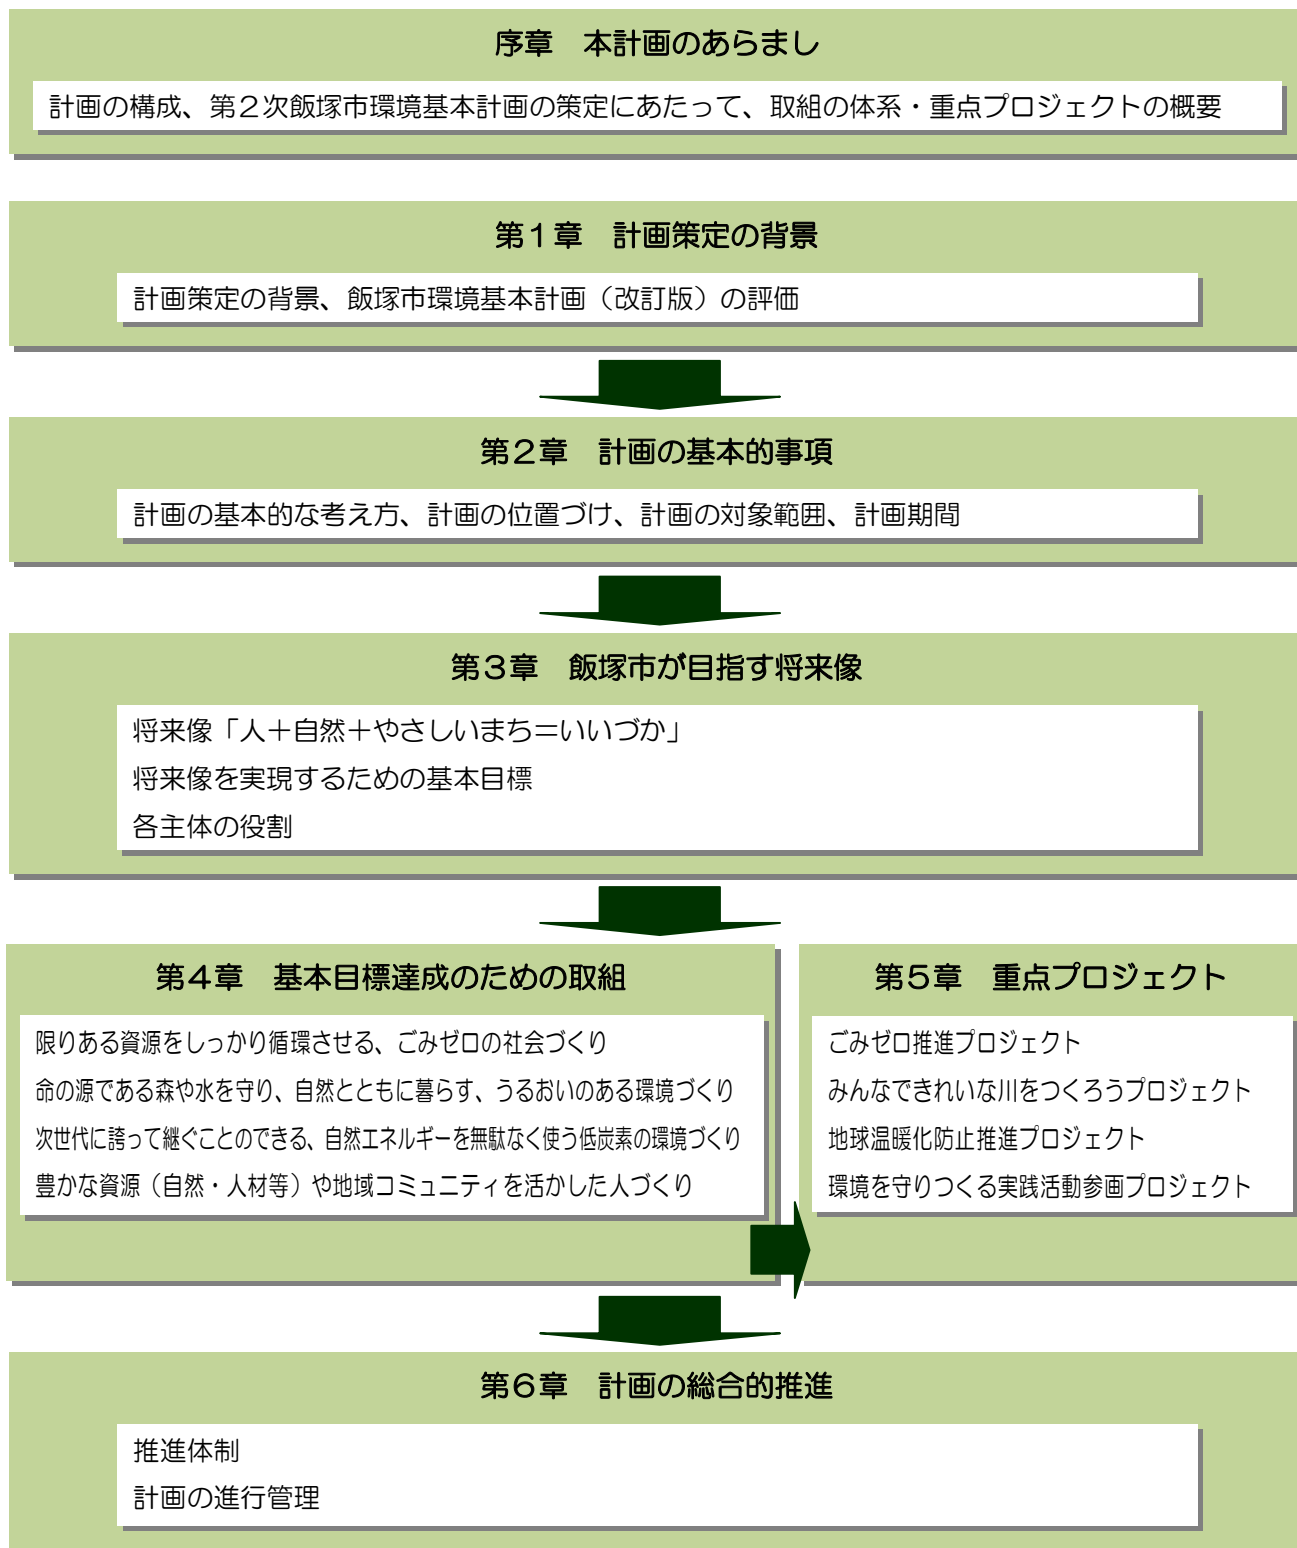 序章　本計画のあらまし
計画の構成、第２次飯塚市環境基本計画の策定にあたって、取組の体系・重点プロジェクトの概要
第１章　計画策定の背景
計画策定の背景、飯塚市環境基本計画（改訂版）の評価
第２章　計画の基本的事項
計画の基本的な考え方、計画の位置づけ、計画の対象範囲、計画期間
第３章　飯塚市が目指す将来像
将来像「人＋自然＋やさしいまち＝いいづか」
将来像を実現するための基本目標
各主体の役割
第４章　基本目標達成のための取組
限りある資源をしっかり循環させる、ごみゼロの社会づくり
命の源である森や水を守り、自然とともに暮らす、うるおいのある環境づくり
次世代に誇って継ぐことのできる、自然エネルギーを無駄なく使う低炭素の環境づくり
豊かな資源（自然・人材等）や地域コミュニティを活かした人づくり
第５章　重点プロジェクト
ごみゼロ推進プロジェクト
みんなできれいな川をつくろうプロジェクト
地球温暖化防止推進プロジェクト
環境を守りつくる実践活動参画プロジェクト
第６章　計画の総合的推進
推進体制
計画の進行管理